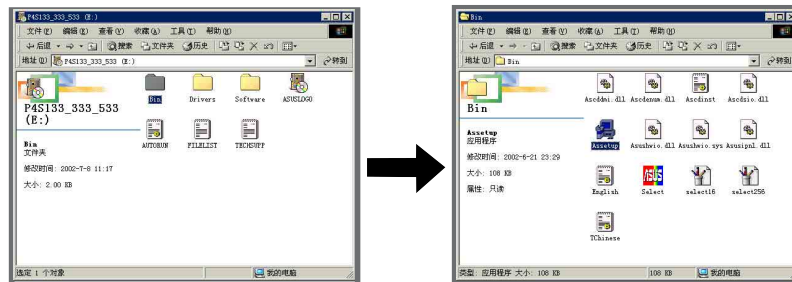 P4S133_333_533 (E:)
文件(F) 编辑(E) 查看(V) 收藏(A) 工具(T) 帮助(H)
后退 搜索 文件夹 历史
地址(D) P4S133_333_533 (E:) 转到
P4S133_333_533
(E:)
Bin
文件夹
修改时间: 2002-7-8 11:17
大小: 2.00 KB
Bin Drivers Software ASUSLOGO
AUTORUN FILELIST TECHSUPP
选定 1 个对象 我的电脑
Bin
文件(F) 编辑(E) 查看(V) 收藏(A) 工具(T) 帮助(H)
后退 搜索 文件夹 历史
地址(D) Bin 转到
Bin
Assetup
应用程序
修改时间: 2002-6-21 23:29
大小: 108 KB
属性: 只读
Ascddmi.dll Ascdenum.dll Ascdinst Ascdsio.dll
Assetup Asushwio.dll Asushwio.sys Asusipnl.dll
ASUS
English Select select16 select256
TChinese
类型: 应用程序 大小: 108 KB 108 KB 我的电脑